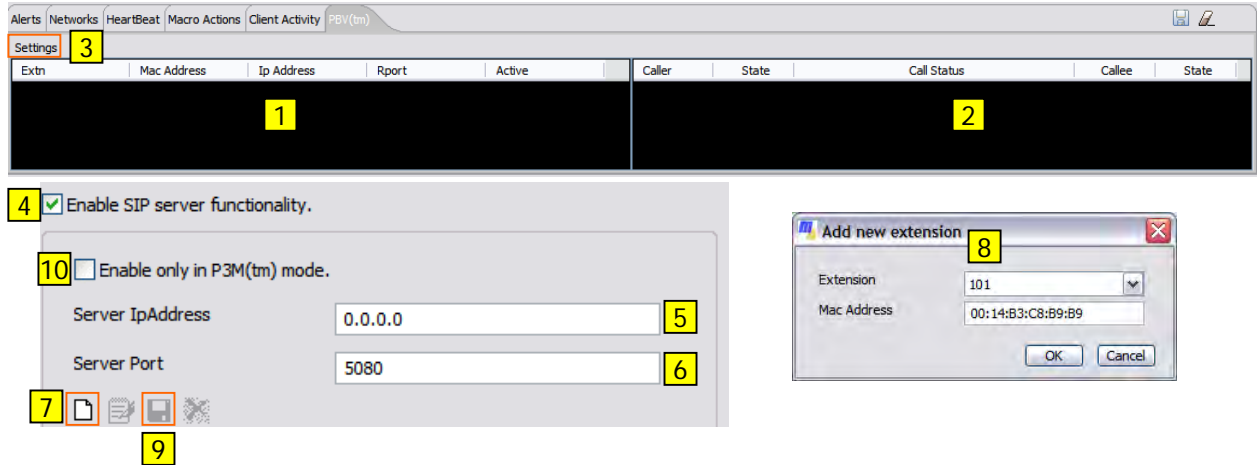 Alerts Networks HeartBeat Macro Actions Client Activity PBV(tm)
Settings 3
Extn Mac Address Ip Address Rport Active Caller State Call Status Callee State
1 2
4 Enable SIP server functionality.
10 Enable only in P3M(tm) mode.
Server IpAddress 0.0.0.0 5
Server Port 5080 6
7
9
Add new extension
8
Extension 101
Mac Address 00:14:B3:C8:B9:B9
OK Cancel